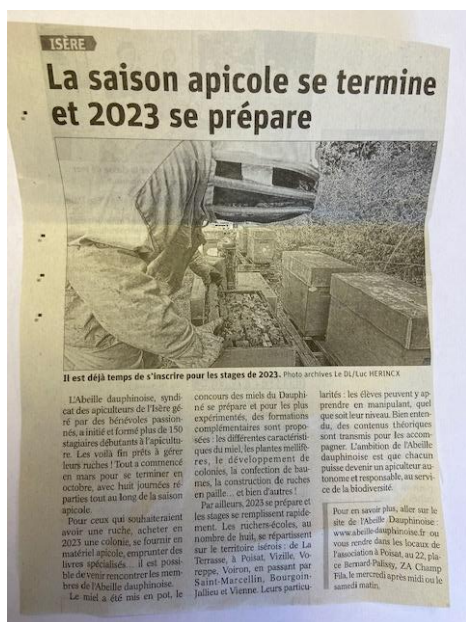 ISÈRE
La saison apicole se termine
et 2023 se prépare
Il est déjà temps de s'inscrire pour les stages de 2023. Photo archives Le DL/Luc HERINCX
L'Abeille dauphinoise, syndi-
cat des apiculteurs de l'Isère gé-
ré par des bénévoles passion-
nés, a initié et formé plus de 150
stagiaires débutants à l'apicultu-
re. Les voilà fin prêts à gérer
leurs ruches ! Tout a commencé
en mars pour se terminer en
octobre, avec huit journées ré-
parties tout au long de la saison
apicole.
Pour ceux qui souhaiteraient
avoir une ruche, acheter en
2023 une colonie, se fournir en
matériel apicole, emprunter des
livres spécialisés… il est possi-
ble de venir rencontrer les mem-
bres de l'Abeille dauphinoise.
Le miel a été mis en pot, le
concours des miels du Dauphi-
né se prépare et pour les plus
expérimentés, des formations
complémentaires sont propo-
sées : les différentes caractéristi-
ques du miel, les plantes mellifè-
res, le développement de
colonies, la confection de bau-
mes, la construction de ruches
en paille… et bien d'autres !
Par ailleurs, 2023 se prépare et
les stages se remplissent rapide-
ment. Les ruchers-écoles, au
nombre de huit, se répartissent
sur le territoire isérois : de La
Terrasse, à Poisat, Vizille, Vo-
reppe, Voiron, en passant par
Saint-Marcellin, Bourgoin-
Jallieu et Vienne. Leurs particu-
larités : les élèves peuvent y ap-
prendre en manipulant, quel
que soit leur niveau. Bien enten-
du, des contenus théoriques
sont transmis pour les accom-
pagner. L'ambition de l'Abeille
dauphinoise est que chacun
puisse devenir un apiculteur au-
tonome et responsable, au servi-
ce de la biodiversité.
Pour en savoir plus, aller sur le
site de l'Abeille Dauphinoise :
www.abeille-dauphinoise.fr ou
vous rendre dans les locaux de
l'association à Poisat, au 22, pla-
ce Bernard-Palissy, ZA Champ
Fila, le mercredi après midi ou le
samedi matin.